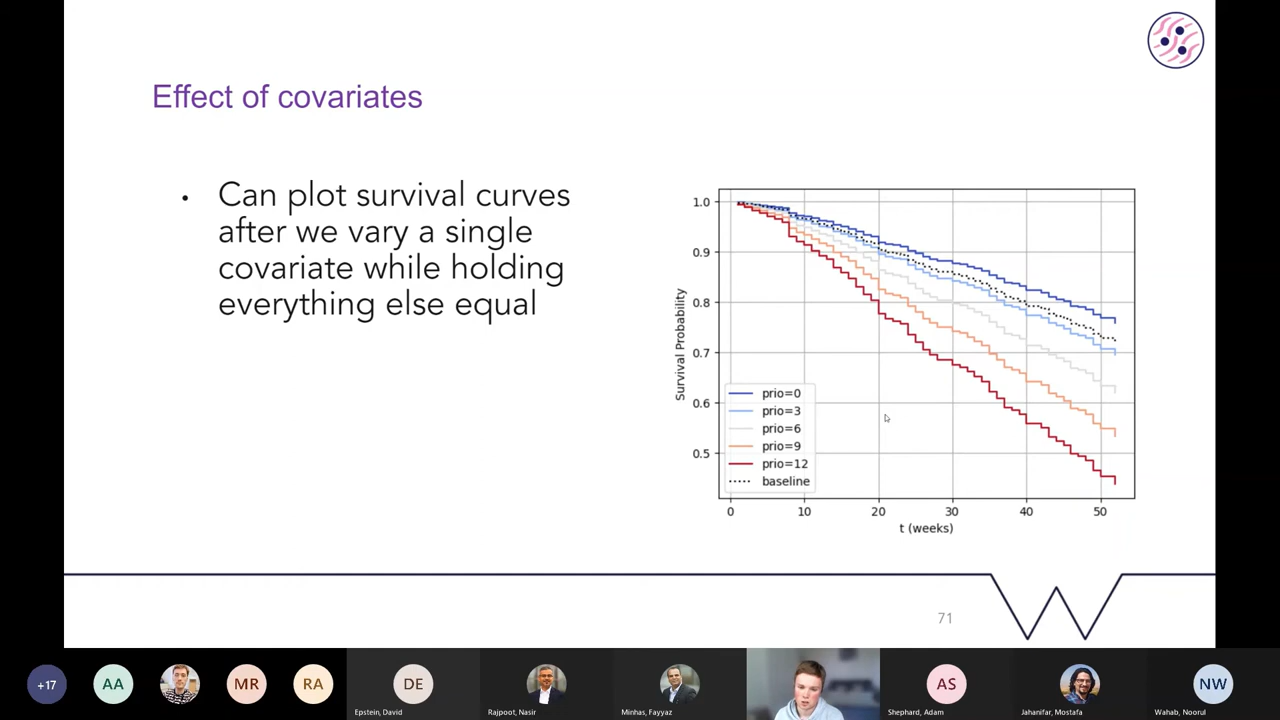 Effect of covariates
• Can plot survival curves
after we vary a single
covariate while holding
everything else equal
1.0
0.9
0.8
0.7
0.6
0.5
Survival Probability
prio=0
prio=3
prio=6
prio=9
prio=12
baseline
0 10 20 30 40 50
t (weeks)
71
+17 AA MR RA DE AS NW
Epstein, David Rajpoot, Nasir Minhas, Fayyaz Shephard, Adam Jahanifar, Mostafa Wahab, Noorul